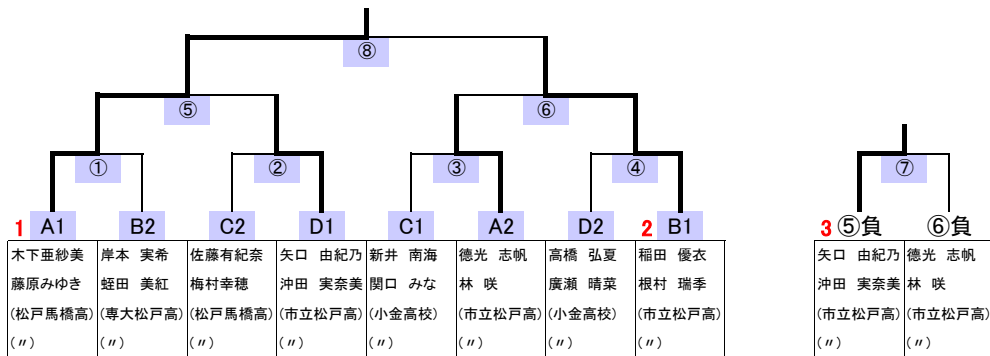 ⑧
⑤
⑥
①
②
③
④
⑦
1 A1 B2 C2 D1 C1 A2 D2 2 B1 3 ⑤負 ⑥負
木下亜紗美 岸本 実希 佐藤有紀奈 矢口 由紀乃 新井 南海 徳光 志帆 高橋 弘夏 稲田 優衣 矢口 由紀乃 徳光 志帆
藤原みゆき 蛭田 美紅 梅村幸穂 沖田 実奈美 関口 みな 林 咲 廣瀬 晴菜 根村 瑞季 沖田 実奈美 林 咲
(松戸馬橋高) (専大松戸高) (松戸馬橋高) (市立松戸高) (小金高校) (市立松戸高) (小金高校) (市立松戸高) (市立松戸高) (市立松戸高)
(〃) (〃) (〃) (〃) (〃) (〃) (〃) (〃) (〃) (〃)